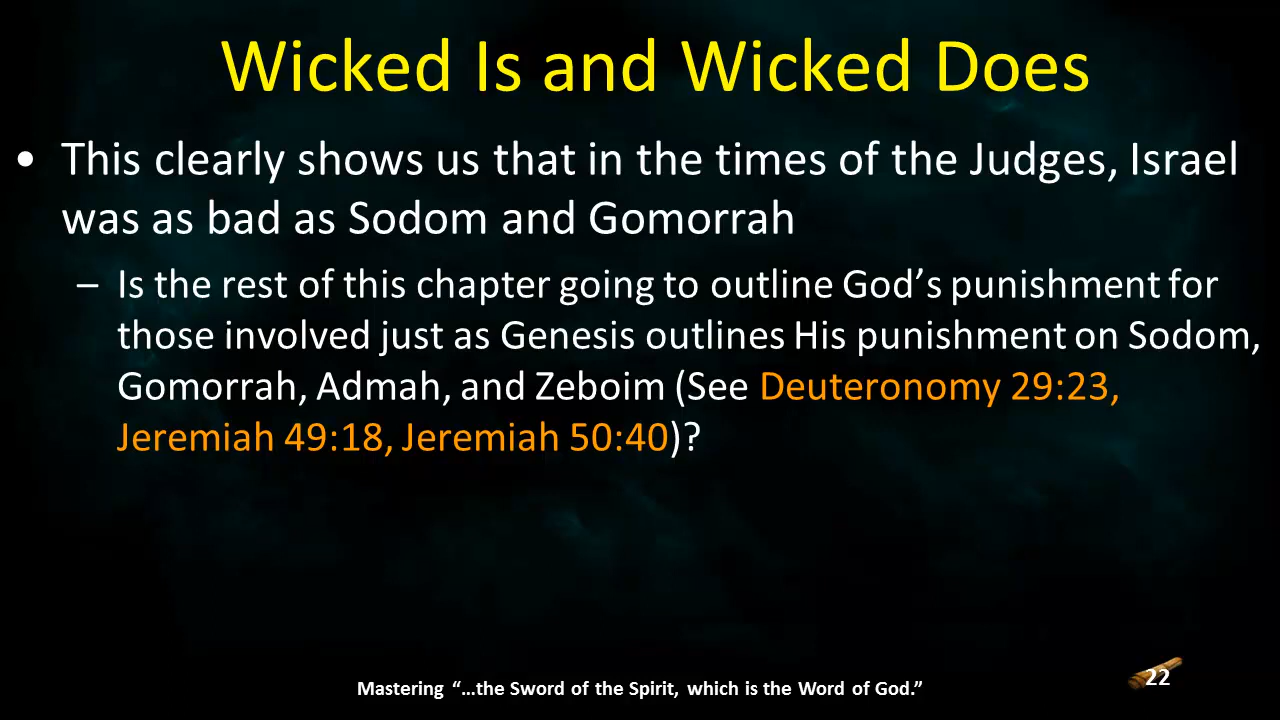 Wicked Is and Wicked Does
• This clearly shows us that in the times of the Judges, Israel
was as bad as Sodom and Gomorrah
– Is the rest of this chapter going to outline God’s punishment for
those involved just as Genesis outlines His punishment on Sodom,
Gomorrah, Admah, and Zeboim (See Deuteronomy 29:23,
Jeremiah 49:18, Jeremiah 50:40)?
Mastering “…the Sword of the Spirit, which is the Word of God.”
22